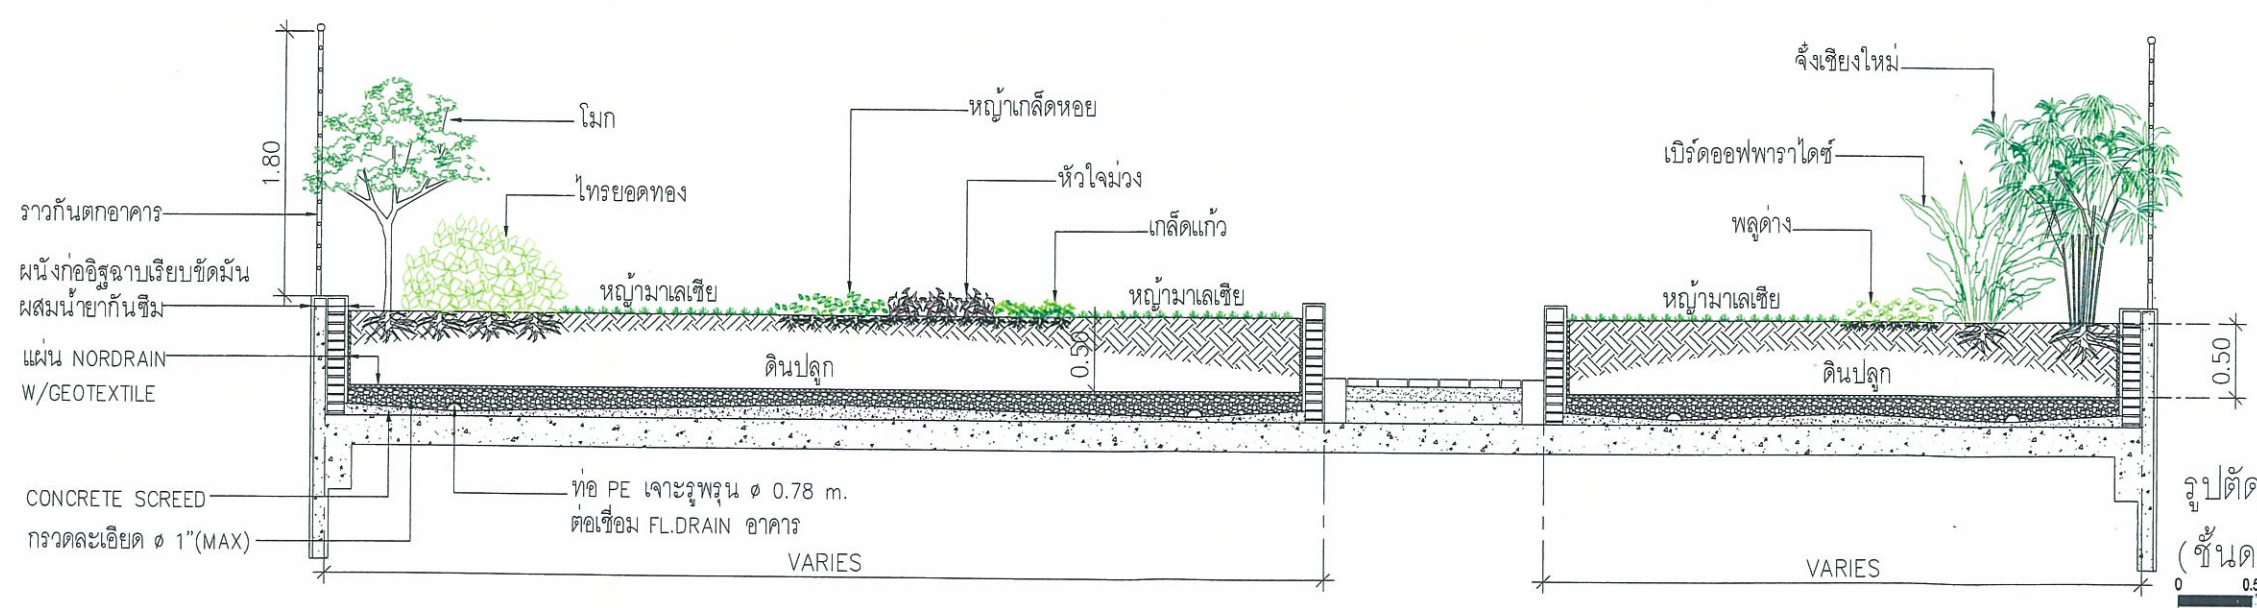 จั๋งเชียงใหม่
หญ้าเกล็ดหอย
โมก
1.80
เบิร์ดออฟพาราไดซ์
หัวใจม่วง
ไทรยอดทอง
ราวกันตกอาคาร
พลูด่าง
เกล็ดแก้ว
ผนังก่ออิฐฉาบเรียบขัดมัน
ผสมน้ำยากันซึม
หญ้ามาเลเซีย
หญ้ามาเลเซีย
หญ้ามาเลเซีย
แผ่น NORDRAIN
W/GEOTEXTILE
ดินปลูก
0.50
ดินปลูก
0.50
CONCRETE SCREED
ท่อ PE เจาะรูพรุน ø 0.78 m.
ต่อเชื่อม FL.DRAIN อาคาร
กรวดละเอียด ø 1"(MAX)
VARIES
VARIES
รูปตัด
(ชั้นด
0 0.5